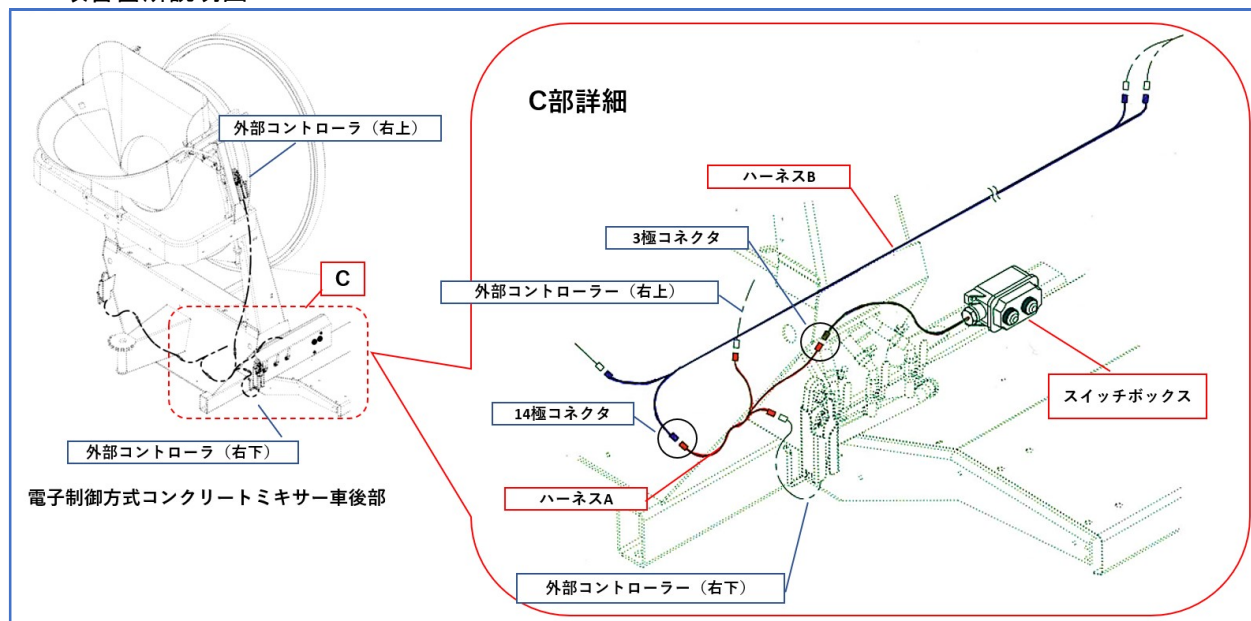 外部コントローラ（右上）
C
外部コントローラ（右下）
電子制御方式コンクリートミキサー車後部
C部詳細
ハーネスB
3極コネクタ
外部コントローラー（右上）
スイッチボックス
14極コネクタ
ハーネスA
外部コントローラー（右下）